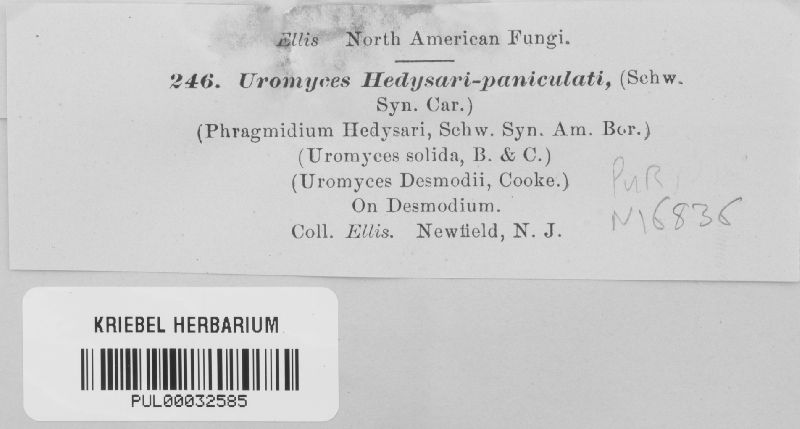 Ellis North American Fungi.
246. Uromyces Hedysari-paniculati, (Schw.
Syn. Car.)
(Phragmidium Hedysari, Schw. Syn. Am. Bor.)
(Uromyces solida, B. & C.)
(Uromyces Desmodii, Cooke.)
On Desmodium.
Coll. Ellis. Newfield, N. J.
PUR
N16836
KRIEBEL HERBARIUM
PUL00032585